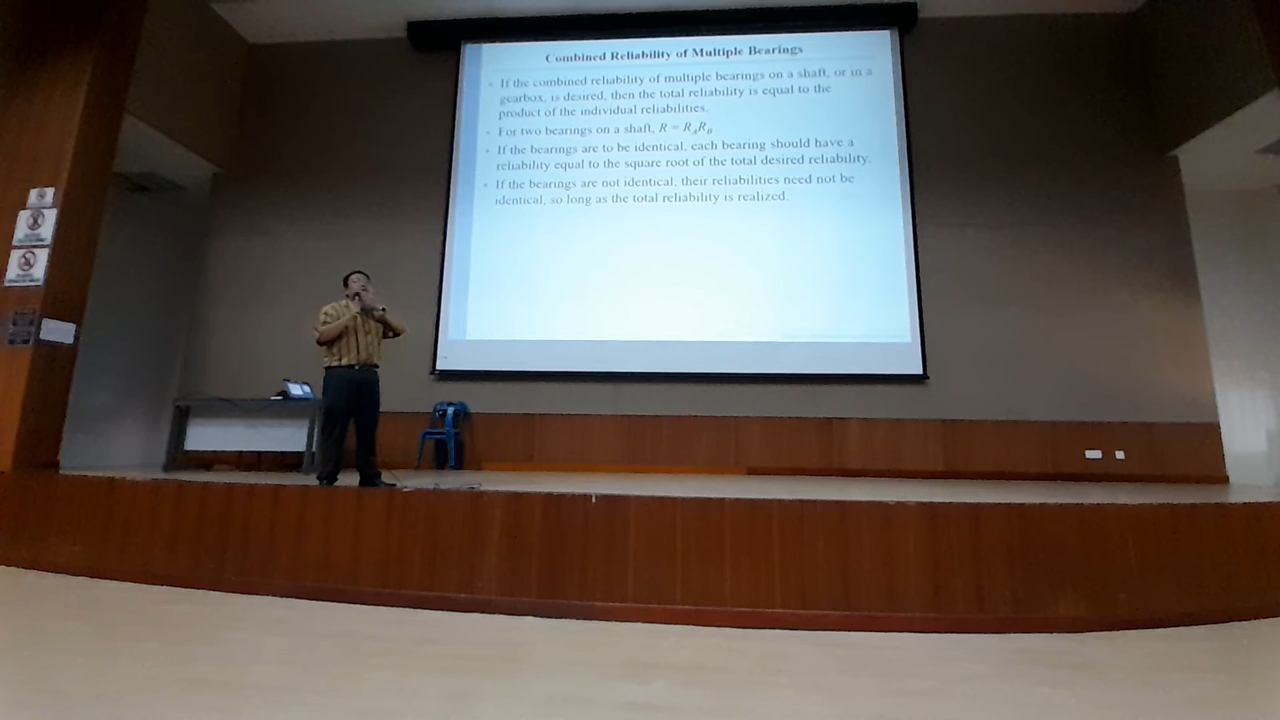 Combined Reliability of Multiple Bearings
• If the combined reliability of multiple bearings on a shaft, or in a
gearbox, is desired, then the total reliability is equal to the
product of the individual reliabilities.
• For two bearings on a shaft, R = R_A R_B
• If the bearings are to be identical, each bearing should have a
reliability equal to the square root of the total desired reliability.
• If the bearings are not identical, their reliabilities need not be
identical, so long as the total reliability is realized.